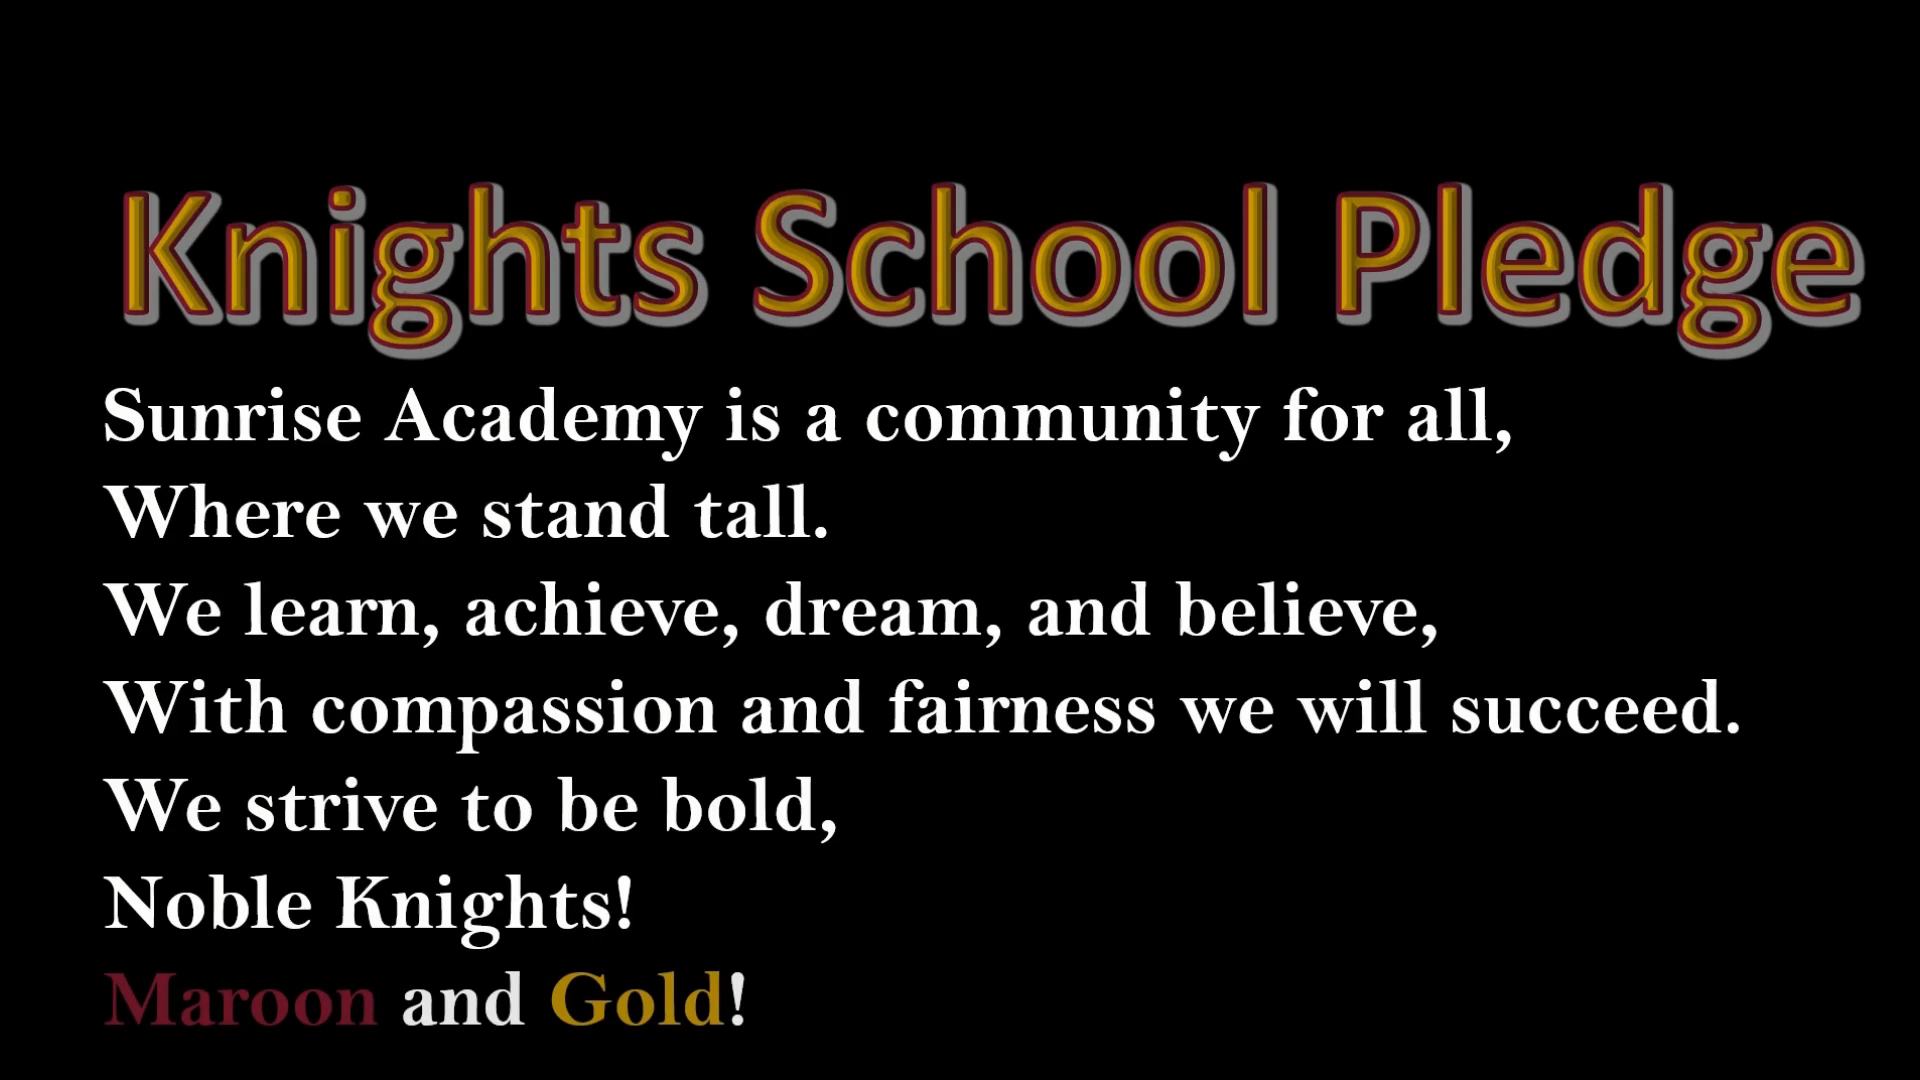 Knights School Pledge
Sunrise Academy is a community for all,
Where we stand tall.
We learn, achieve, dream, and believe,
With compassion and fairness we will succeed.
We strive to be bold,
Noble Knights!
Maroon and Gold!